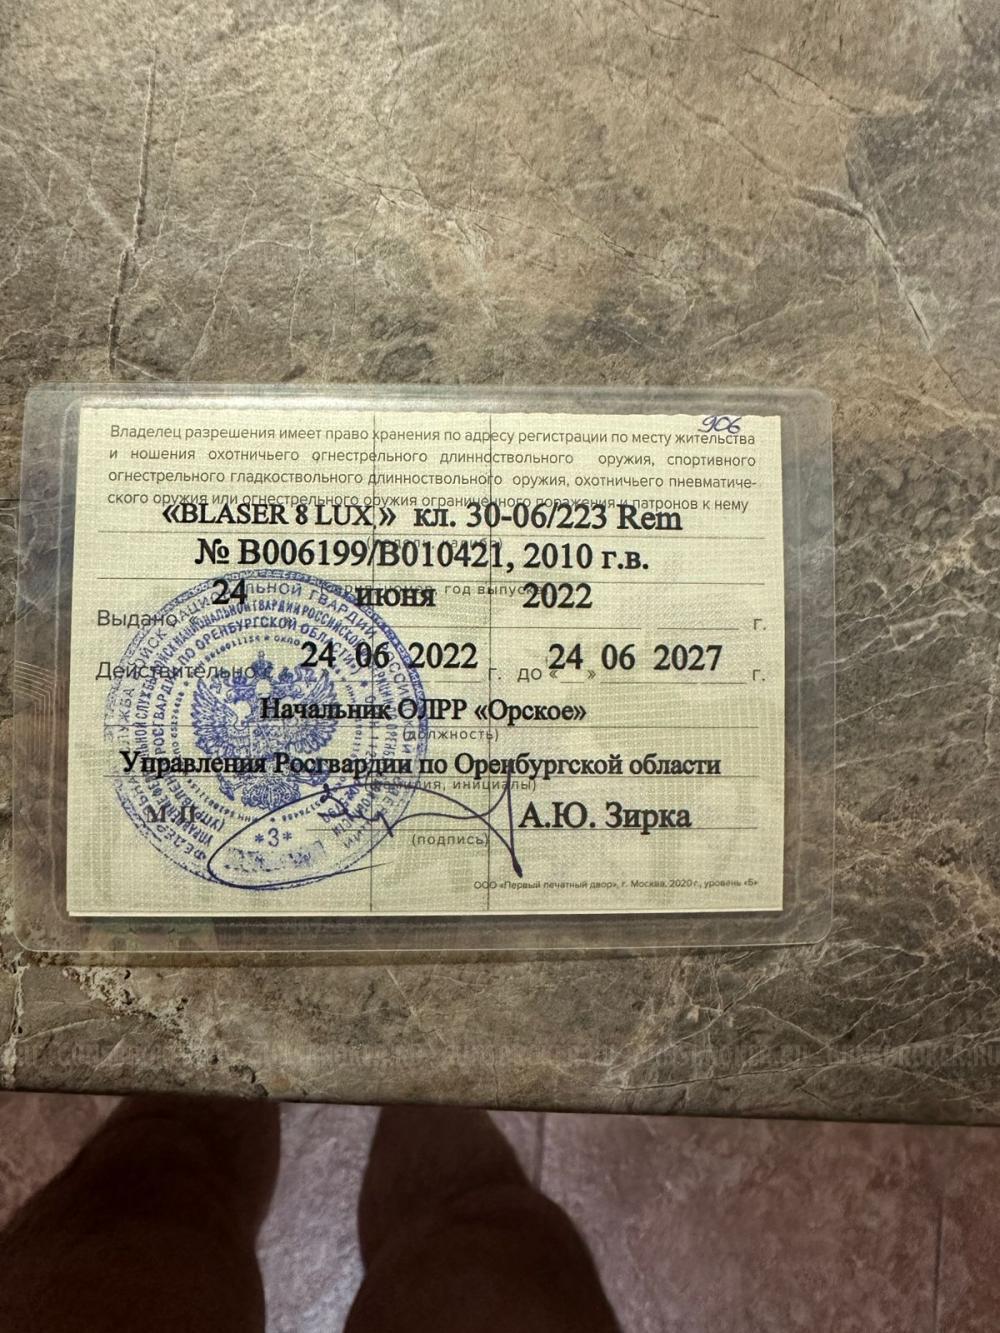 906
Владелец разрешения имеет право хранения по адресу регистрации по месту жительства
и ношения охотничьего огнестрельного длинноствольного оружия, спортивного
огнестрельного гладкоствольного длинноствольного оружия, охотничьего пневматиче-
ского оружия или огнестрельного оружия ограниченного поражения и патронов к нему
«BLASER 8 LUX » кл. 30-06/223 Rem
№ B006199/B010421, 2010 г.в.
год выпуска)
Выдано « 24 июня 2022 г.
Действительно с 24 06 2022 г. до « 24 » 06 2027 г.
Начальник ОЛРР «Орское»
(должность)
Управления Росгвардии по Оренбургской области
(фамилия, инициалы)
М.П. А.Ю. Зирка
(подпись)
*3*
ООО «Первый печатный двор», г. Москва, 2020 г., уровень «Б»